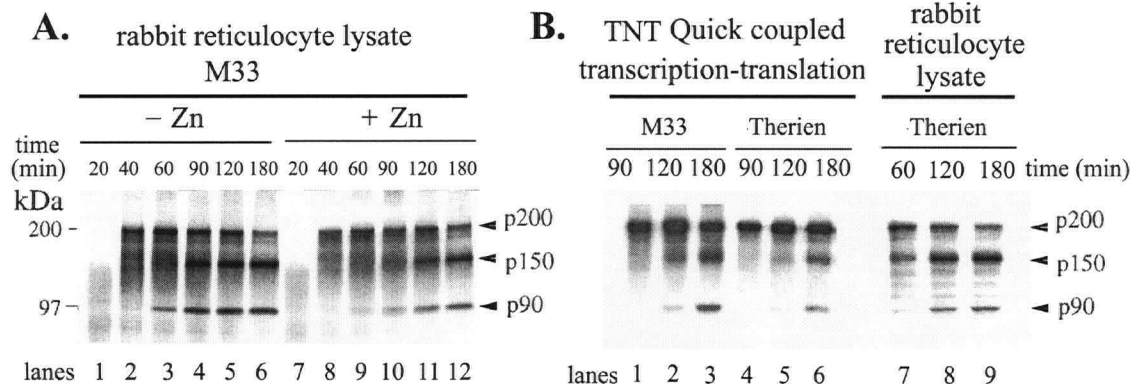 A.
rabbit reticulocyte lysate
M33
– Zn
+ Zn
time
(min)
20 40 60 90 120 180 20 40 60 90 120 180
kDa
200
97
p200
p150
p90
lanes 1 2 3 4 5 6 7 8 9 10 11 12
B.
TNT Quick coupled
transcription-translation
rabbit
reticulocyte
lysate
M33
Therien
Therien
90 120 180 90 120 180 60 120 180 time (min)
p200
p150
p90
lanes 1 2 3 4 5 6 7 8 9